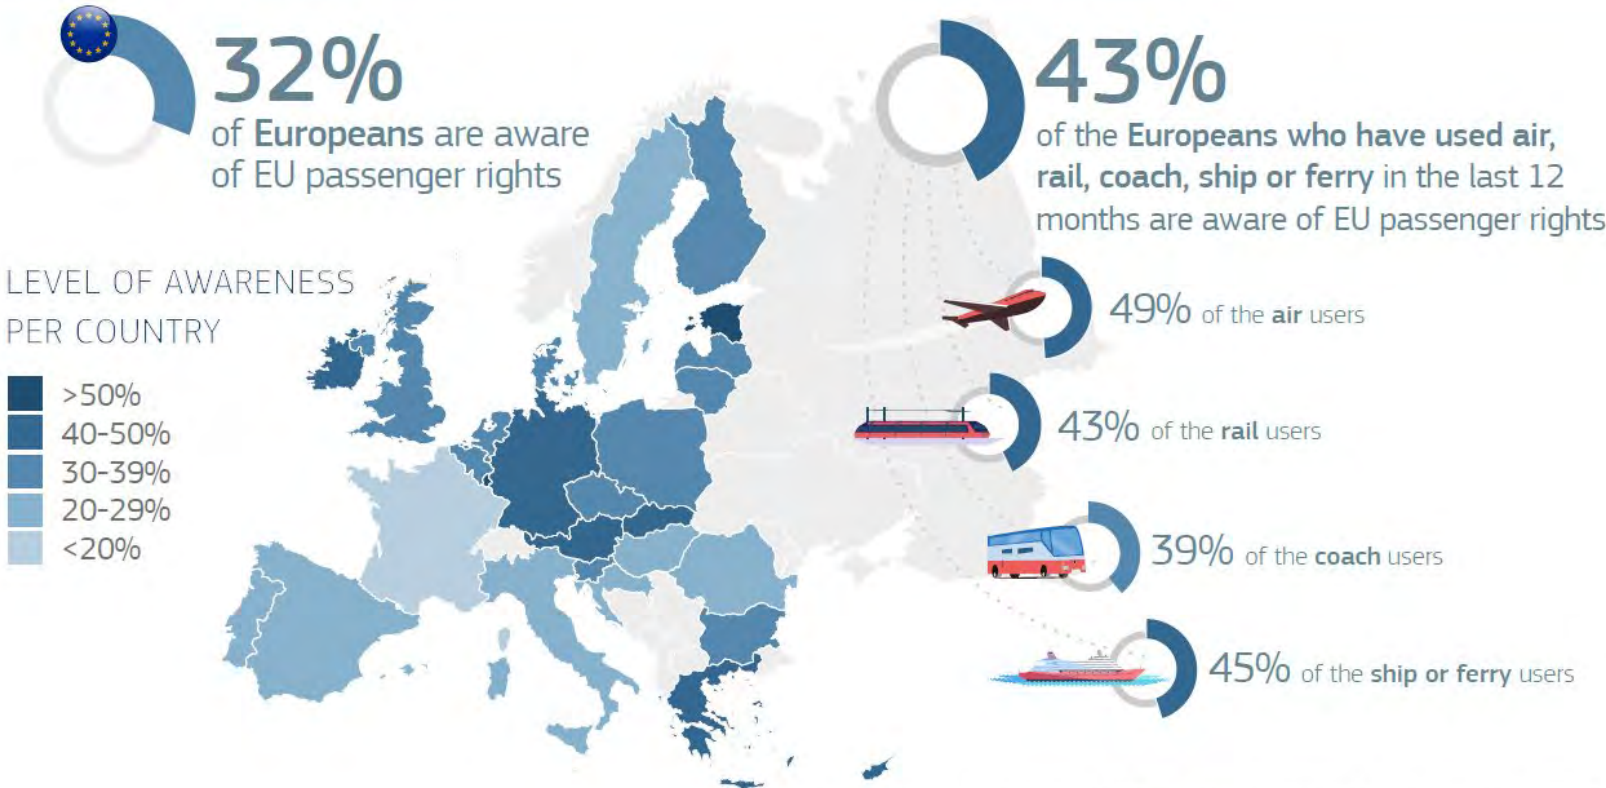 32%
of Europeans are aware
of EU passenger rights
43%
of the Europeans who have used air,
rail, coach, ship or ferry in the last 12
months are aware of EU passenger rights
LEVEL OF AWARENESS
PER COUNTRY
>50%
40-50%
30-39%
20-29%
<20%
49% of the air users
43% of the rail users
39% of the coach users
45% of the ship or ferry users